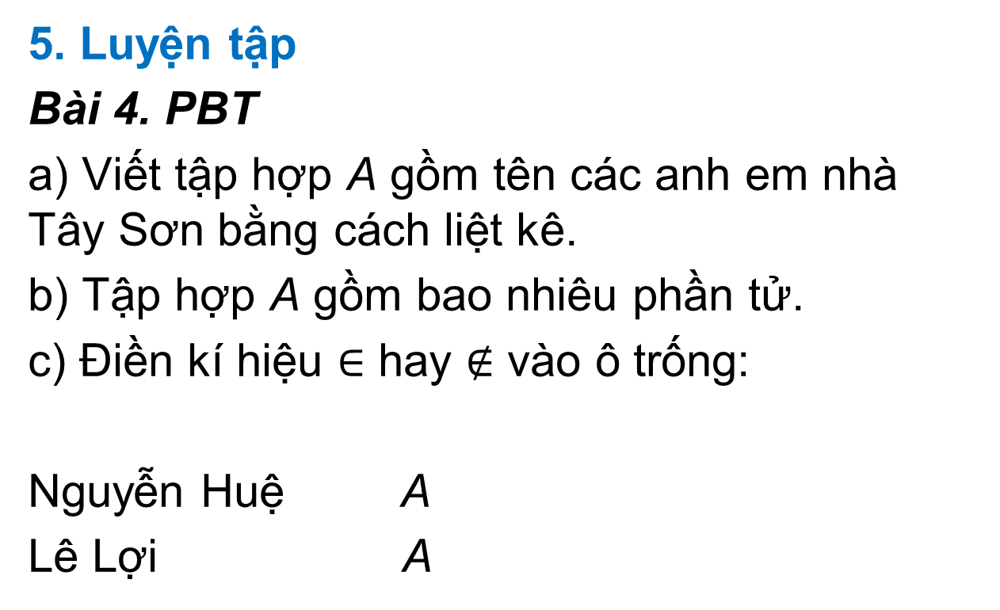 5. Luyện tập
Bài 4. PBT
a) Viết tập hợp A gồm tên các anh em nhà
Tây Sơn bằng cách liệt kê.
b) Tập hợp A gồm bao nhiêu phần tử.
c) Điền kí hiệu ∈ hay ∉ vào ô trống:
Nguyễn Huệ A
Lê Lợi A